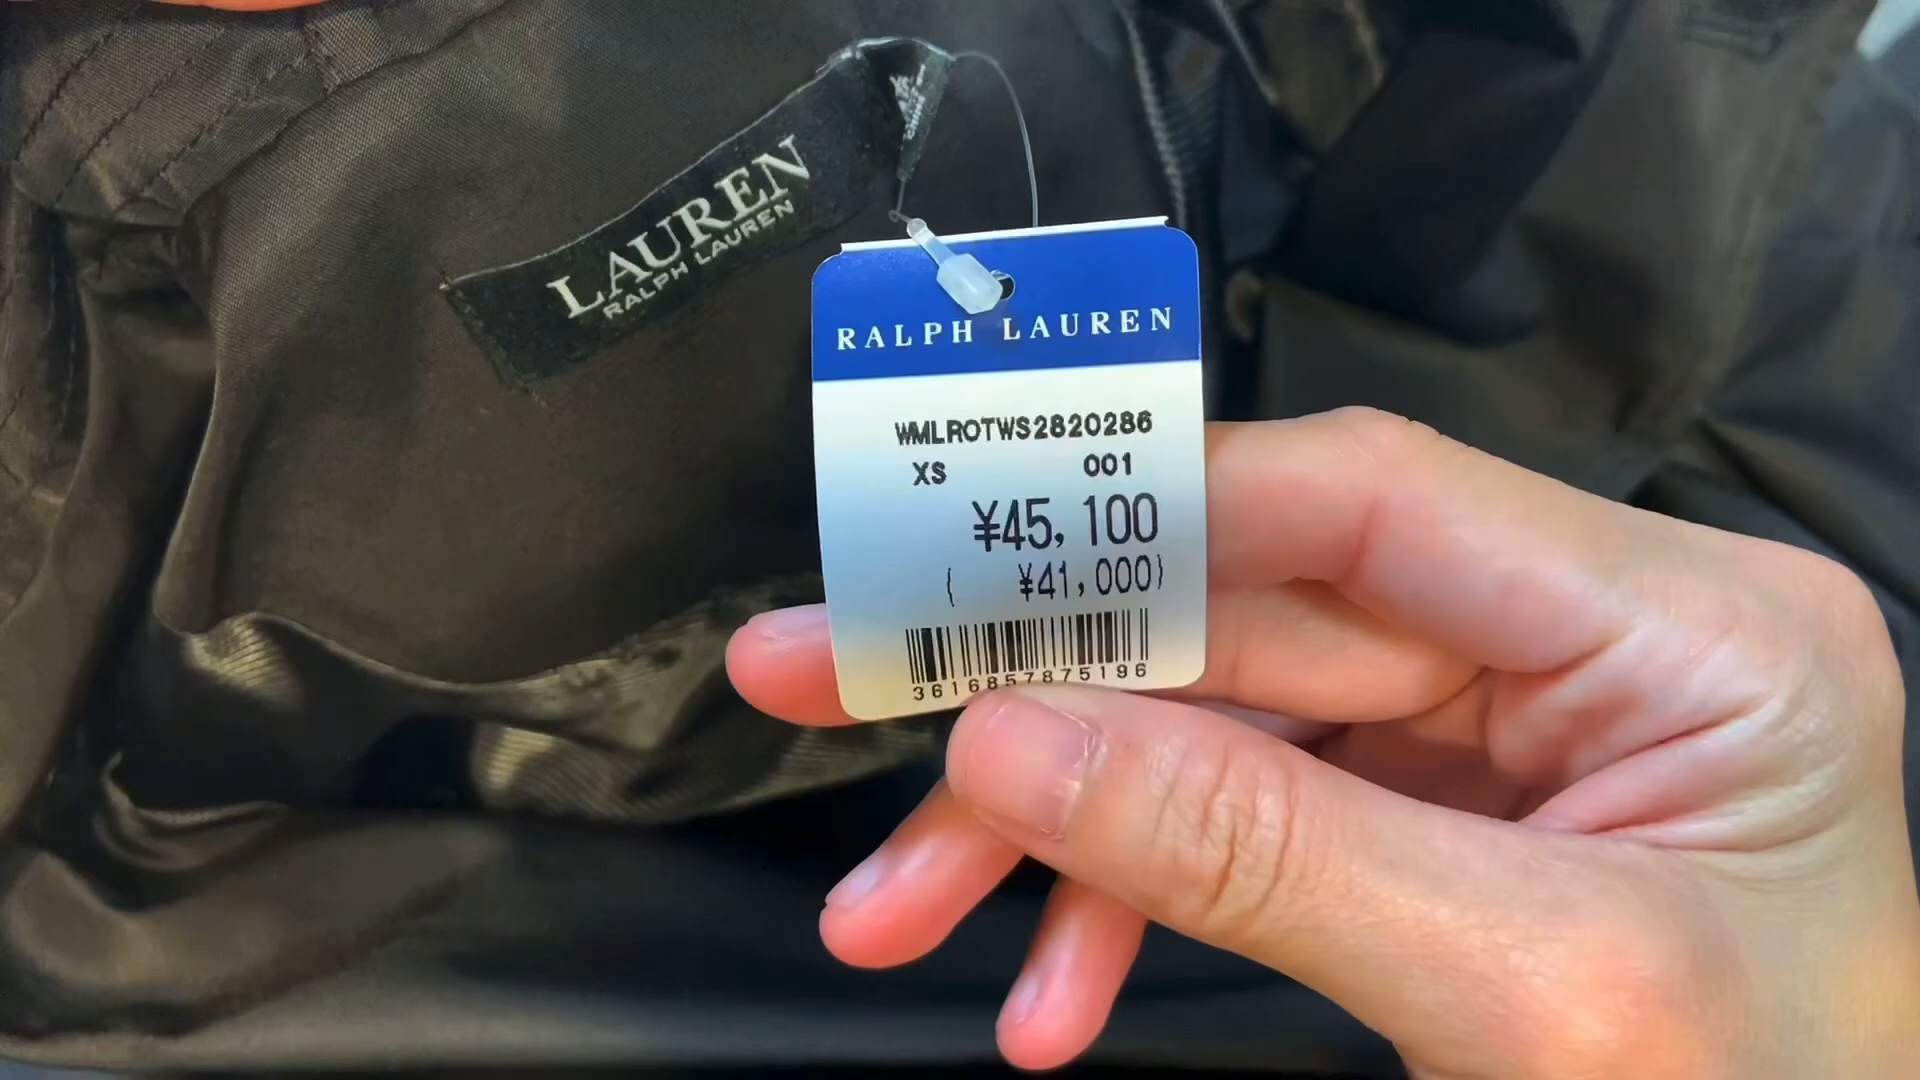 LAUREN
RALPH LAUREN
RALPH LAUREN
WMLROTWS2820286
XS 001
¥45,100
( ¥41,000)
3616857875196